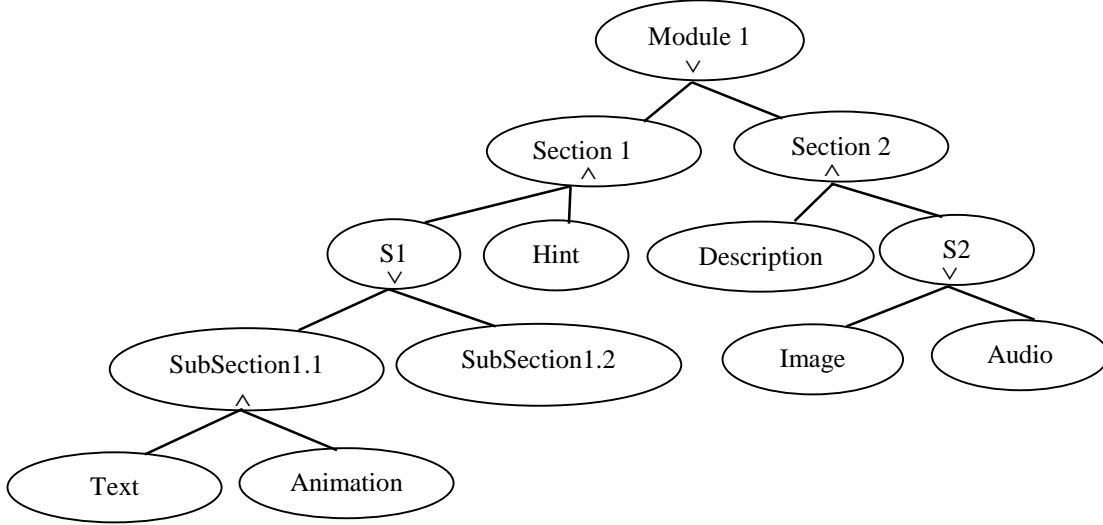 Module 1
∨
Section 1
∧
Section 2
∧
S1
∨
Hint
Description
S2
∨
SubSection1.1
∧
SubSection1.2
Image
Audio
Text
Animation